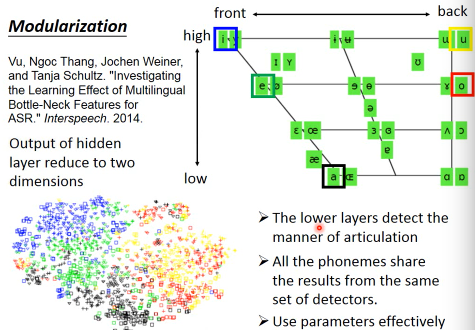 Modularization
Vu, Ngoc Thang, Jochen Weiner,
and Tanja Schultz. "Investigating
the Learning Effect of Multilingual
Bottle-Neck Features for
ASR." Interspeech. 2014.
Output of hidden
layer reduce to two
dimensions
front
back
high
low
i y
ɨ ʉ
ɯ u
ɪ ʏ
ʊ
e ø
ɘ ɵ
ɤ o
ə
ɛ œ
ɜ ɞ
ʌ ɔ
æ
ɐ
a ɶ
ɑ ɒ
➢ The lower layers detect the
manner of articulation
➢ All the phonemes share
the results from the same
set of detectors.
➢ Use parameters effectively